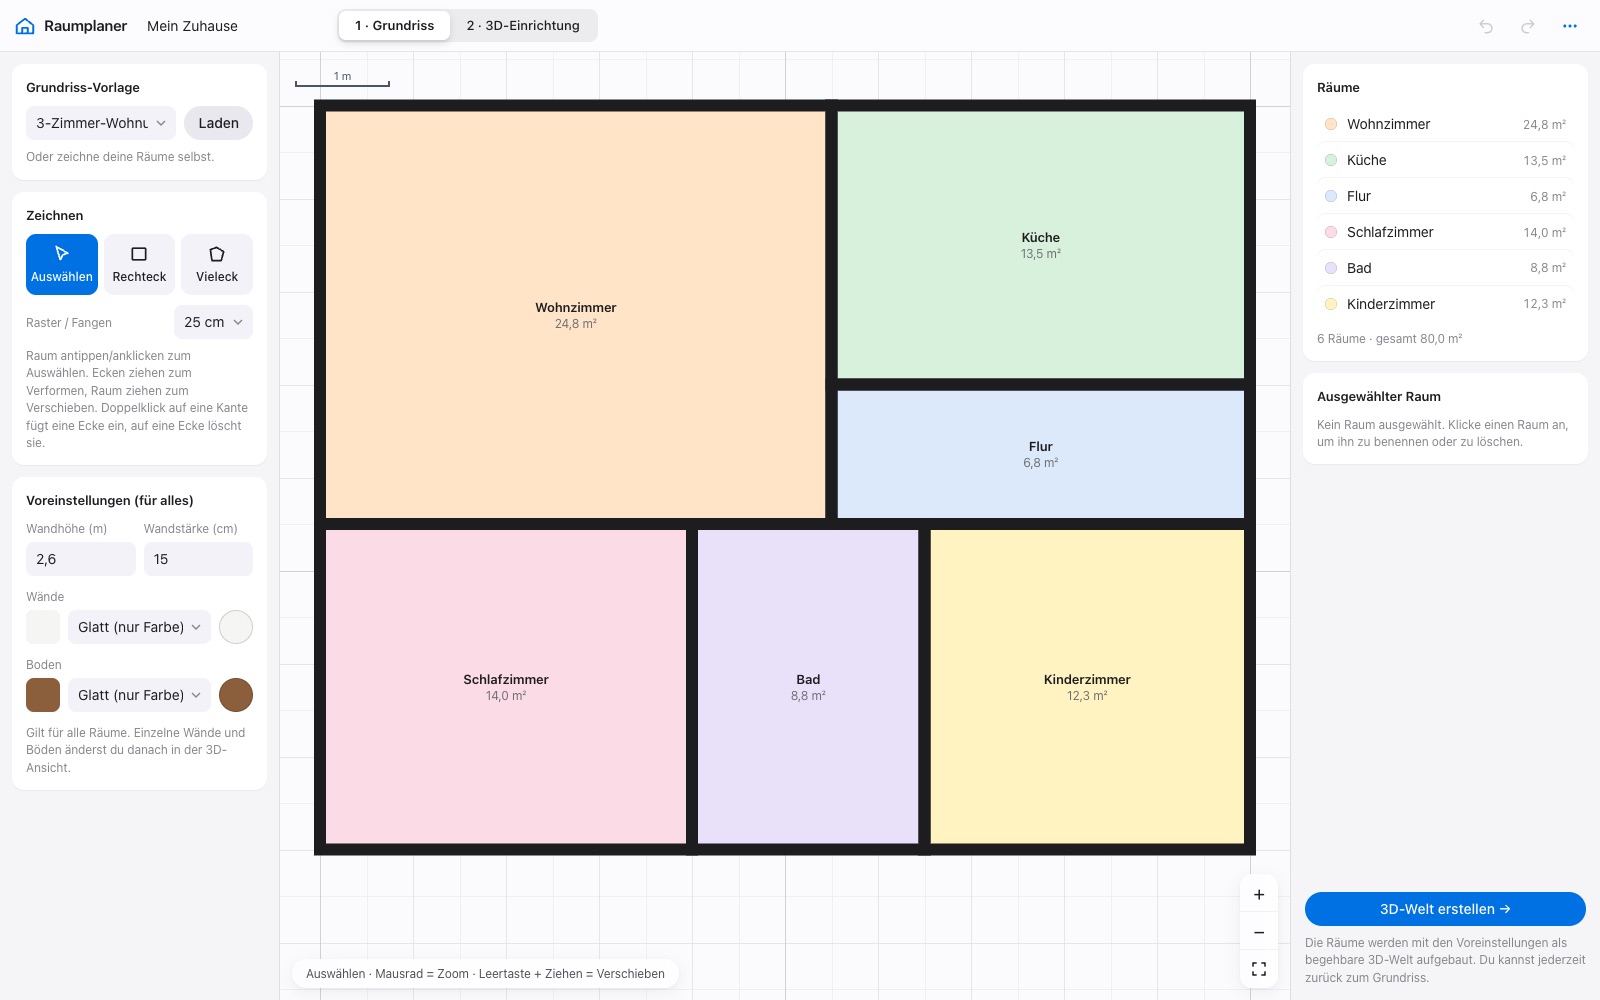 Raumplaner
Mein Zuhause
1 · Grundriss
2 · 3D-Einrichtung
Grundriss-Vorlage
3-Zimmer-Wohnu
Laden
Oder zeichne deine Räume selbst.
Zeichnen
Auswählen
Rechteck
Vieleck
Raster / Fangen
25 cm
Raum antippen/anklicken zum
Auswählen. Ecken ziehen zum
Verformen, Raum ziehen zum
Verschieben. Doppelklick auf eine Kante
fügt eine Ecke ein, auf eine Ecke löscht
sie.
Voreinstellungen (für alles)
Wandhöhe (m)
Wandstärke (cm)
2,6
15
Wände
Glatt (nur Farbe)
Boden
Glatt (nur Farbe)
Gilt für alle Räume. Einzelne Wände und
Böden änderst du danach in der 3D-
Ansicht.
1 m
Wohnzimmer
24,8 m²
Küche
13,5 m²
Flur
6,8 m²
Schlafzimmer
14,0 m²
Bad
8,8 m²
Kinderzimmer
12,3 m²
Auswählen · Mausrad = Zoom · Leertaste + Ziehen = Verschieben
Räume
Wohnzimmer 24,8 m²
Küche 13,5 m²
Flur 6,8 m²
Schlafzimmer 14,0 m²
Bad 8,8 m²
Kinderzimmer 12,3 m²
6 Räume · gesamt 80,0 m²
Ausgewählter Raum
Kein Raum ausgewählt. Klicke einen Raum an,
um ihn zu benennen oder zu löschen.
3D-Welt erstellen →
Die Räume werden mit den Voreinstellungen als
begehbare 3D-Welt aufgebaut. Du kannst jederzeit
zurück zum Grundriss.